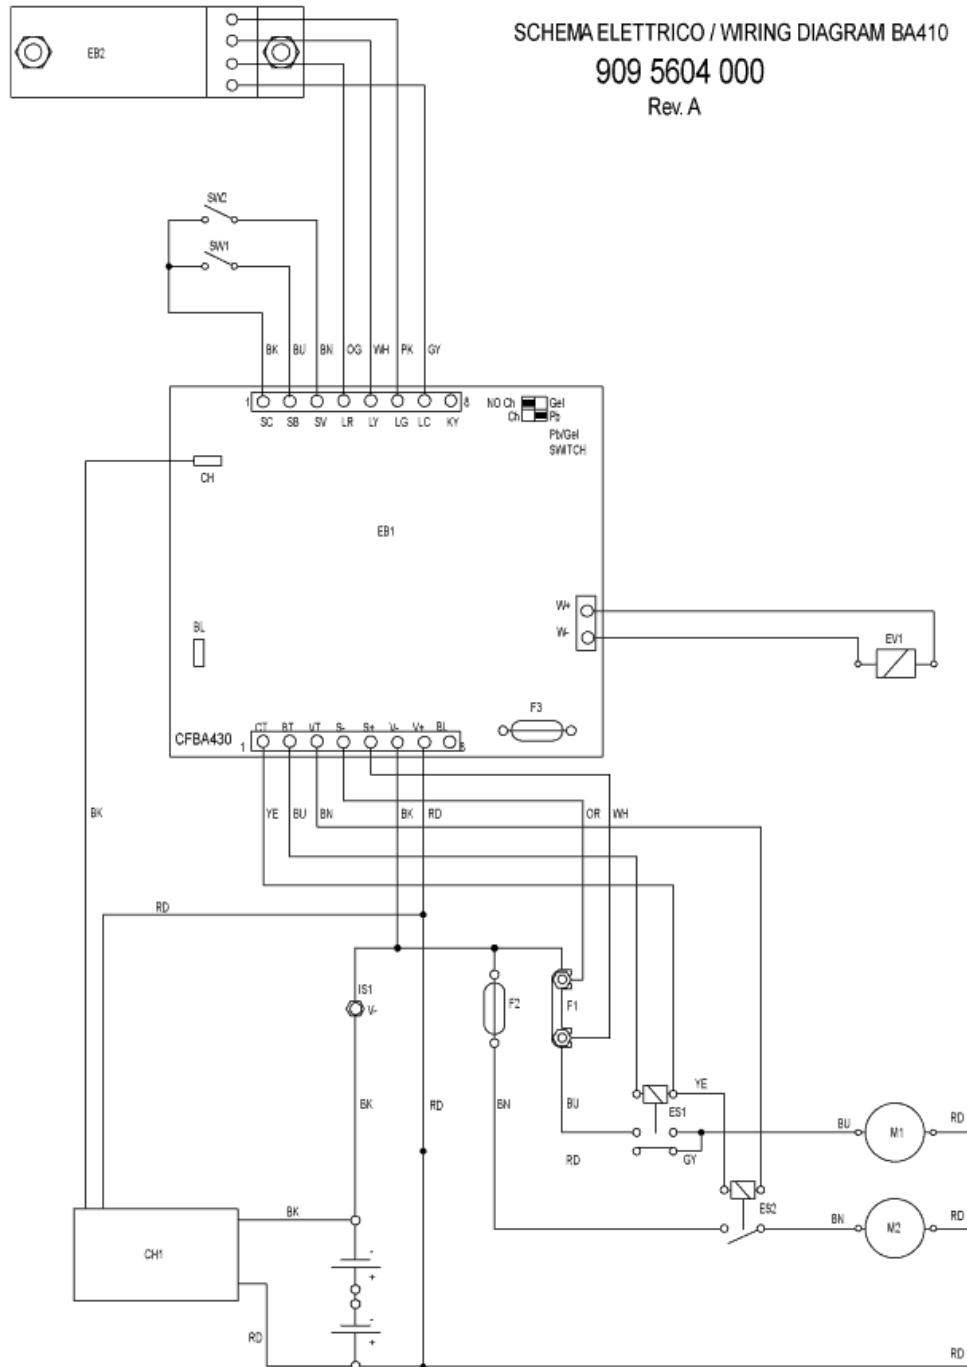 SCHEMA ELETTRICO / WIRING DIAGRAM BA410
909 5604 000
Rev. A
EB2
SW2
SW1
BK BU BN OG WH PK GY
1 8
SC SB SV LR LY LG LC KY
NO Ch Gel
Ch Pb
Pb/Gel
SWITCH
CH
EB1
W+
W-
EV1
BL
F3
CT BT VT S- S+ V- V+ BL
CFBA430 1 8
BK YE BU BN BK RD OR WH
RD
IS1
V-
F2 F1
BK RD BN BU
YE
ES1
RD GY
BU M1 RD
ES2
BN M2 RD
BK
CH1
-
+
-
+
RD
RD